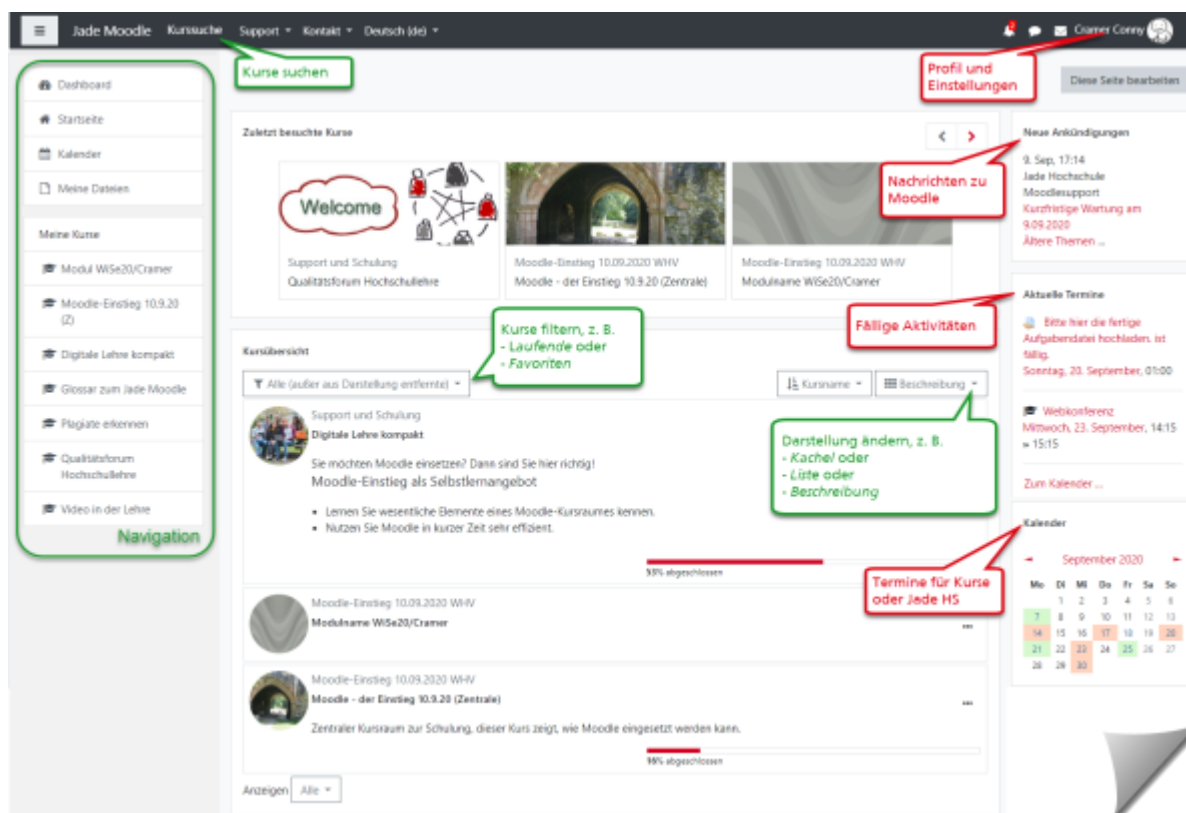 Jade Moodle Kurssuche Support Kontakt Deutsch (de)
2
Cramer Conny
Kurse suchen
Profil und
Einstellungen
Diese Seite bearbeiten
Dashboard
Startseite
Kalender
Meine Dateien
Meine Kurse
Modul WiSe20/Cramer
Moodle-Einstieg 10.9.20
(Z)
Digitale Lehre kompakt
Glossar zum Jade Moodle
Plagiate erkennen
Qualitätsforum
Hochschullehre
Video in der Lehre
Navigation
Zuletzt besuchte Kurse
Welcome
Support und Schulung
Qualitätsforum Hochschullehre
Moodle-Einstieg 10.09.2020 WHV
Moodle - der Einstieg 10.9.20 (Zentrale)
Moodle-Einstieg 10.09.2020 WHV
Modulname WiSe20/Cramer
Nachrichten zu
Moodle
Kursübersicht
Kurse filtern, z. B.
- Laufende oder
- Favoriten
Fällige Aktivitäten
Alle (außer aus Darstellung entfernte)
Kursname
Beschreibung
Support und Schulung
Digitale Lehre kompakt
Sie möchten Moodle einsetzen? Dann sind Sie hier richtig!
Moodle-Einstieg als Selbstlernangebot
• Lernen Sie wesentliche Elemente eines Moodle-Kursraumes kennen.
• Nutzen Sie Moodle in kurzer Zeit sehr effizient.
Darstellung ändern, z. B.
- Kachel oder
- Liste oder
- Beschreibung
53% abgeschlossen
Termine für Kurse
oder Jade HS
Moodle-Einstieg 10.09.2020 WHV
Modulname WiSe20/Cramer
Moodle-Einstieg 10.09.2020 WHV
Moodle - der Einstieg 10.9.20 (Zentrale)
Zentraler Kursraum zur Schulung, dieser Kurs zeigt, wie Moodle eingesetzt werden kann.
16% abgeschlossen
Anzeigen Alle
Neue Ankündigungen
9. Sep, 17:14
Jade Hochschule
Moodlesupport
Kurzfristige Wartung am
9.09.2020
Ältere Themen ...
Aktuelle Termine
Bitte hier die fertige
Aufgabendatei hochladen. ist
fällig.
Sonntag, 20. September, 01:00
Webkonferenz
Mittwoch, 23. September, 14:15
» 15:15
Zum Kalender ...
Kalender
◄ September 2020 ►
Mo Di Mi Do Fr Sa So
1 2 3 4 5 6
7 8 9 10 11 12 13
14 15 16 17 18 19 20
21 22 23 24 25 26 27
28 29 30